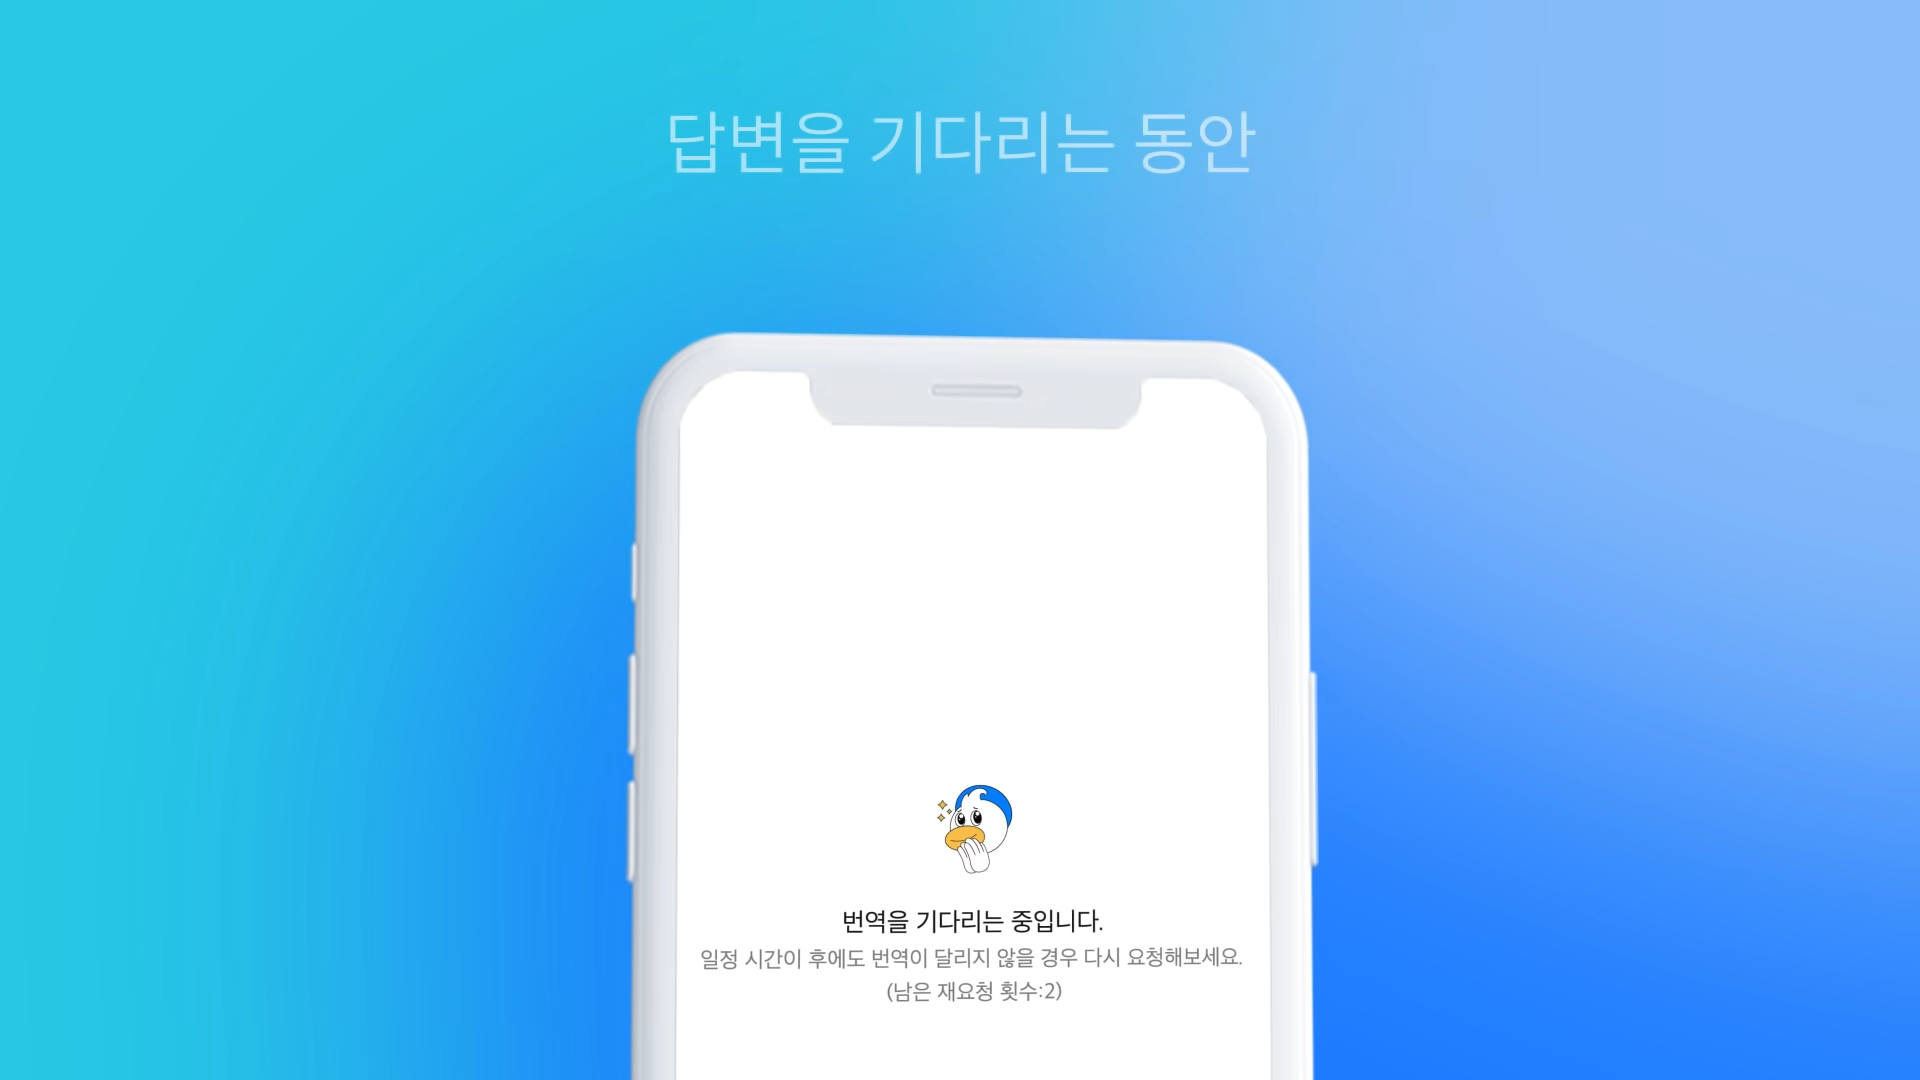 답변을 기다리는 동안
번역을 기다리는 중입니다.
일정 시간이 후에도 번역이 달리지 않을 경우 다시 요청해보세요.
(남은 재요청 횟수:2)